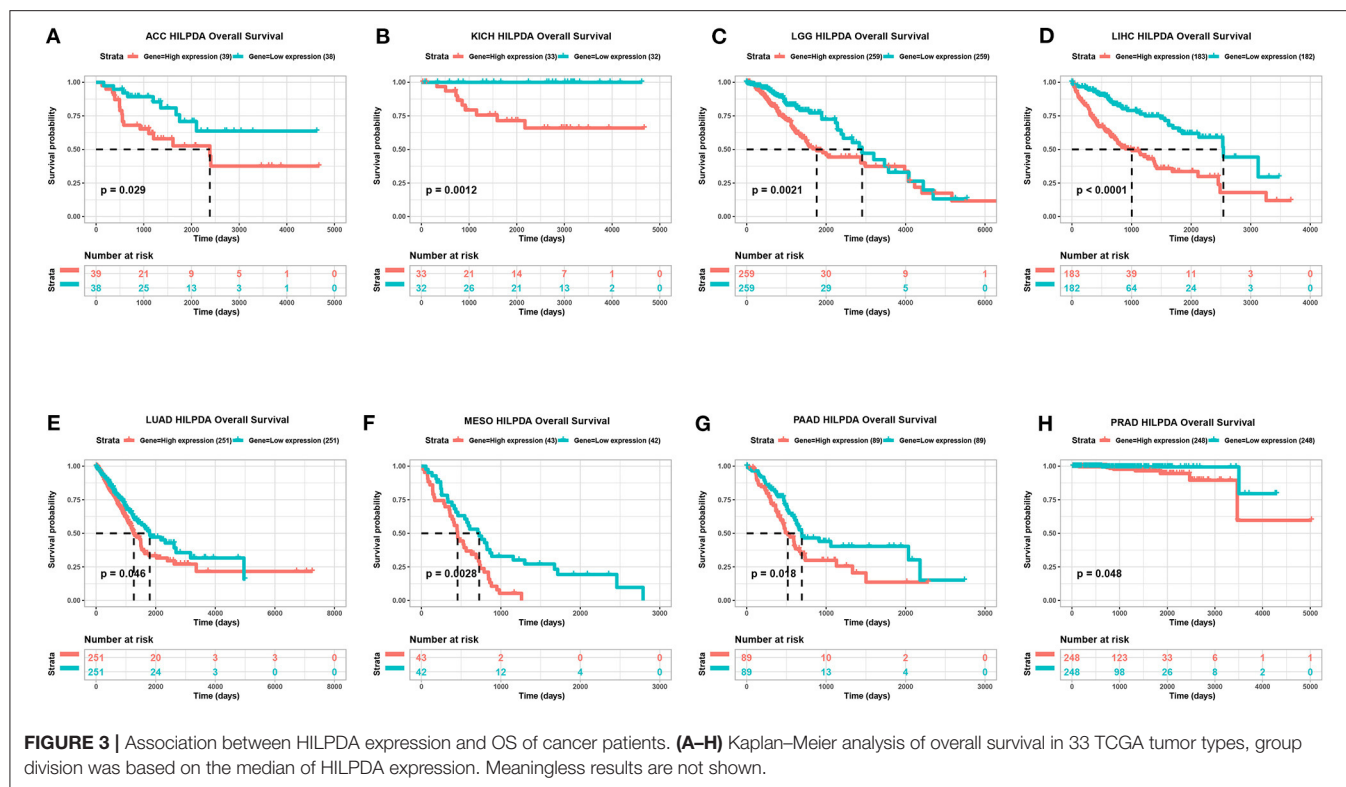 A
ACC HILPDA Overall Survival
Strata Gene=High expression (39) Gene=Low expression (38)
Survival probability
1.00
0.75
0.50
0.25
0.00
p = 0.029
0 1000 2000 3000 4000 5000
Time (days)
Number at risk
Strata
39 21 9 5 1 0
38 25 13 3 1 0
0 1000 2000 3000 4000 5000
Time (days)
B
KICH HILPDA Overall Survival
Strata Gene=High expression (33) Gene=Low expression (32)
Survival probability
1.00
0.75
0.50
0.25
0.00
p = 0.0012
0 1000 2000 3000 4000 5000
Time (days)
Number at risk
Strata
33 21 14 7 1 0
32 26 21 13 2 0
0 1000 2000 3000 4000 5000
Time (days)
C
LGG HILPDA Overall Survival
Strata Gene=High expression (259) Gene=Low expression (259)
Survival probability
1.00
0.75
0.50
0.25
0.00
p = 0.0021
0 2000 4000 6000
Time (days)
Number at risk
Strata
259 30 9 1
259 29 5 0
0 2000 4000 6000
Time (days)
D
LIHC HILPDA Overall Survival
Strata Gene=High expression (183) Gene=Low expression (182)
Survival probability
1.00
0.75
0.50
0.25
0.00
p < 0.0001
0 1000 2000 3000 4000
Time (days)
Number at risk
Strata
183 39 11 3 0
182 64 24 3 0
0 1000 2000 3000 4000
Time (days)
E
LUAD HILPDA Overall Survival
Strata Gene=High expression (251) Gene=Low expression (251)
Survival probability
1.00
0.75
0.50
0.25
0.00
p = 0.046
0 2000 4000 6000 8000
Time (days)
Number at risk
Strata
251 20 3 3 0
251 24 3 0 0
0 2000 4000 6000 8000
Time (days)
F
MESO HILPDA Overall Survival
Strata Gene=High expression (43) Gene=Low expression (42)
Survival probability
1.00
0.75
0.50
0.25
0.00
p = 0.0028
0 1000 2000 3000
Time (days)
Number at risk
Strata
43 2 0 0
42 12 4 0
0 1000 2000 3000
Time (days)
G
PAAD HILPDA Overall Survival
Strata Gene=High expression (89) Gene=Low expression (89)
Survival probability
1.00
0.75
0.50
0.25
0.00
p = 0.018
0 1000 2000 3000
Time (days)
Number at risk
Strata
89 10 2 0
89 13 4 0
0 1000 2000 3000
Time (days)
H
PRAD HILPDA Overall Survival
Strata Gene=High expression (248) Gene=Low expression (248)
Survival probability
1.00
0.75
0.50
0.25
0.00
p = 0.048
0 1000 2000 3000 4000 5000
Time (days)
Number at risk
Strata
248 123 33 6 1 1
248 98 26 8 2 0
0 1000 2000 3000 4000 5000
Time (days)
FIGURE 3 | Association between HILPDA expression and OS of cancer patients. (A–H) Kaplan–Meier analysis of overall survival in 33 TCGA tumor types, group
division was based on the median of HILPDA expression. Meaningless results are not shown.